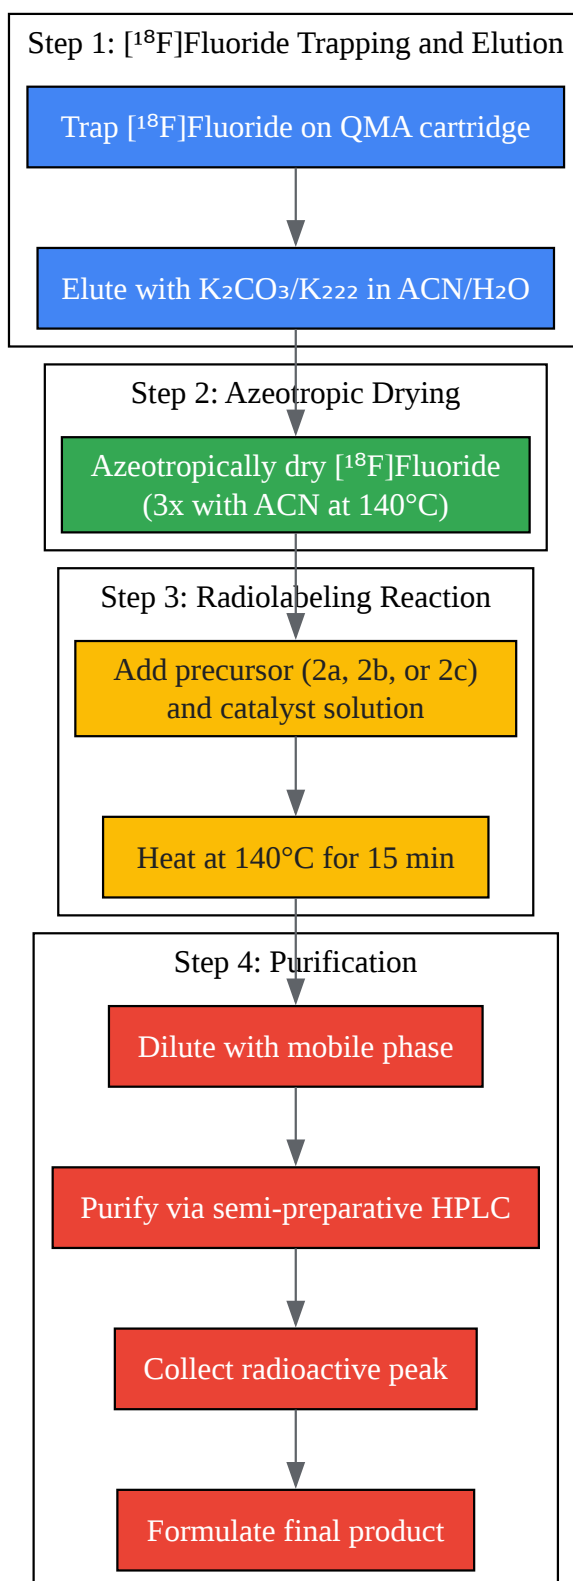 Step 1: [¹⁸F]Fluoride Trapping and Elution
Trap [¹⁸F]Fluoride on QMA cartridge
Elute with K₂CO₃/K₂₂₂ in ACN/H₂O
Step 2: Azeotropic Drying
Azeotropically dry [¹⁸F]Fluoride
(3x with ACN at 140°C)
Step 3: Radiolabeling Reaction
Add precursor (2a, 2b, or 2c)
and catalyst solution
Heat at 140°C for 15 min
Step 4: Purification
Dilute with mobile phase
Purify via semi-preparative HPLC
Collect radioactive peak
Formulate final product